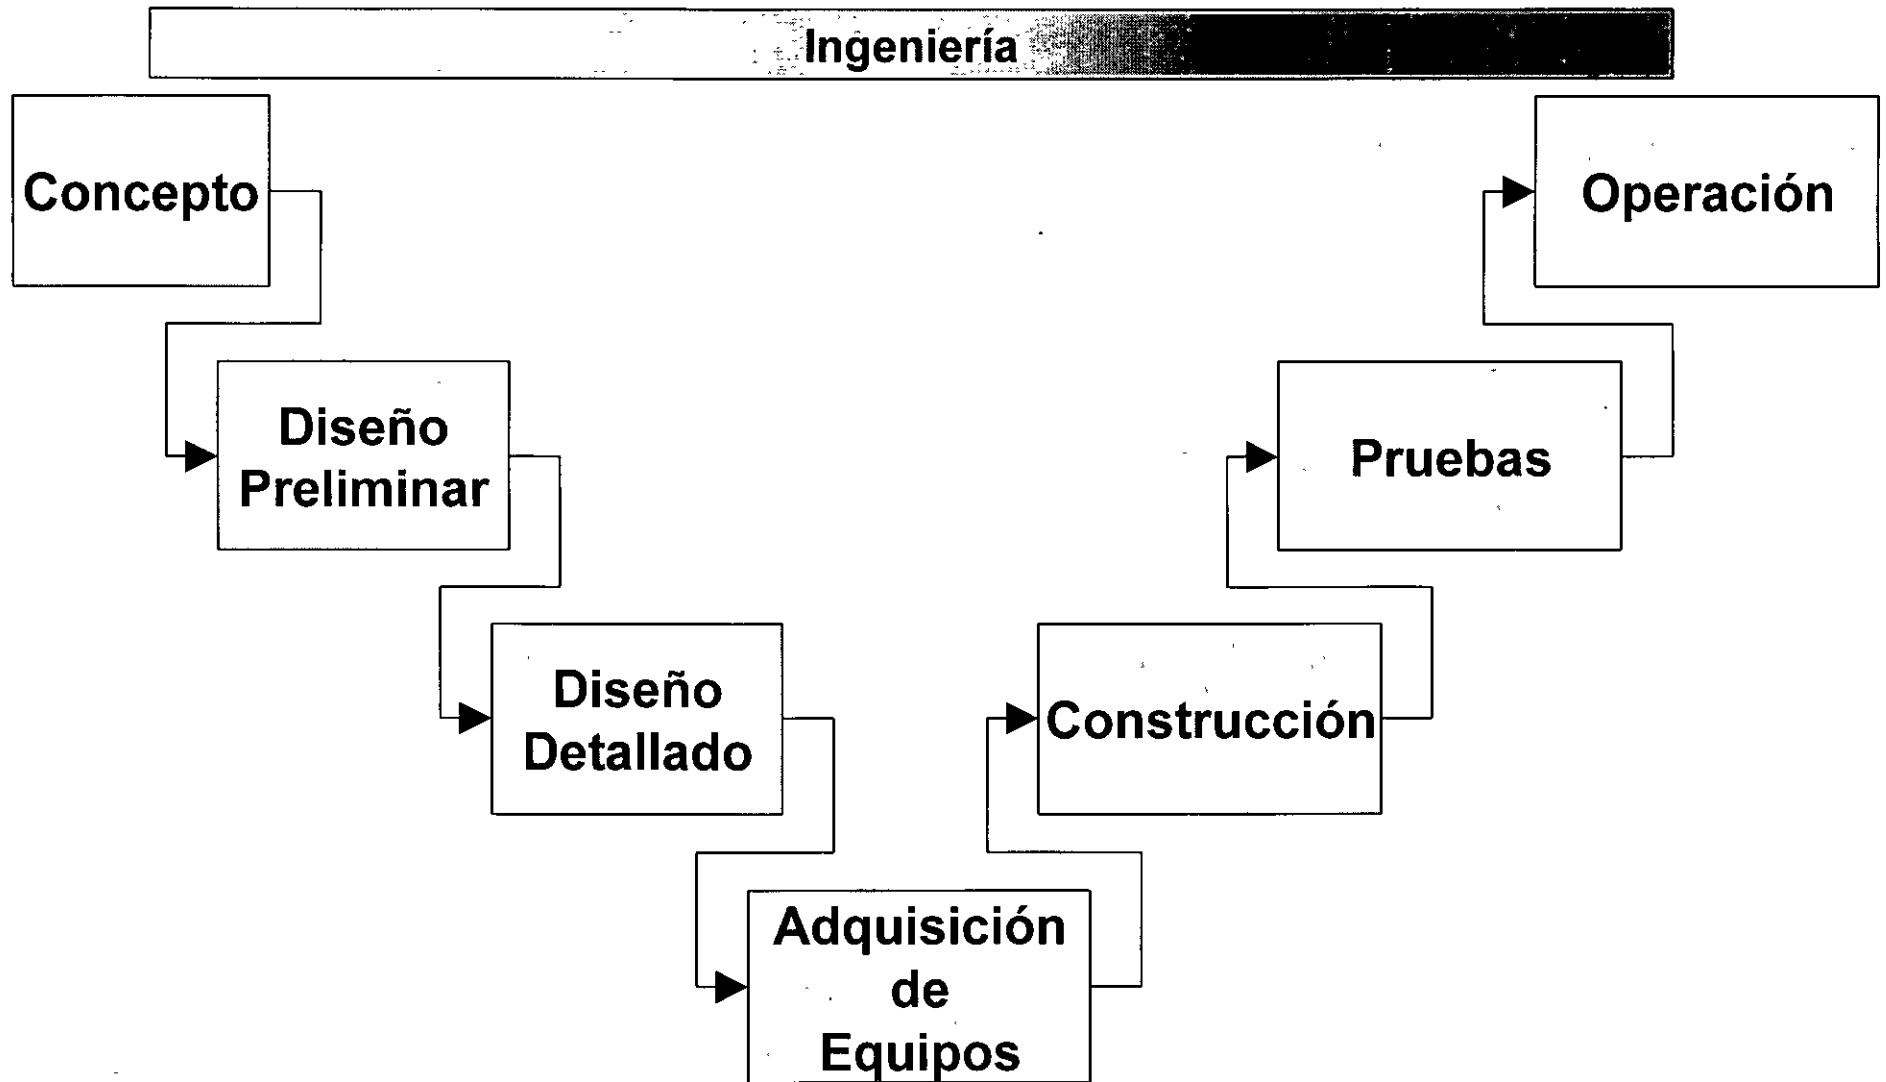 Ingeniería
Concepto
Diseño
Preliminar
Diseño
Detallado
Adquisición
de
Equipos
Construcción
Pruebas
Operación